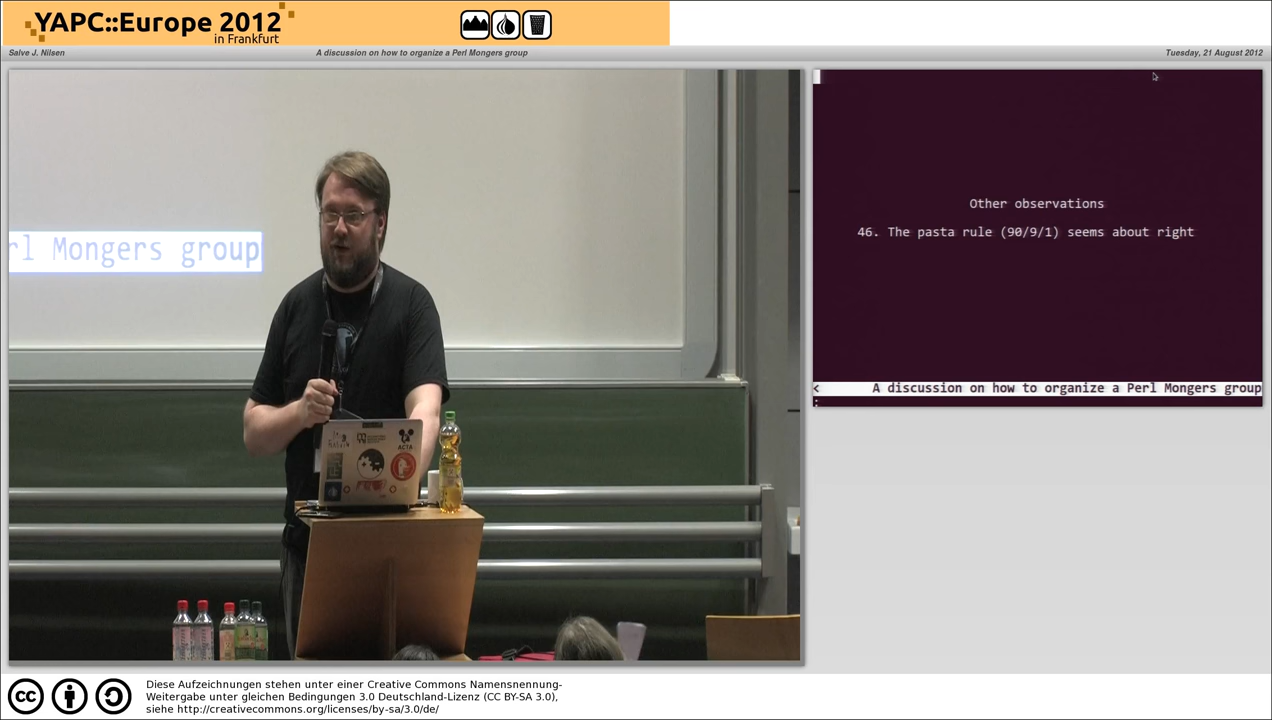 YAPC::Europe 2012
in Frankfurt
Salve J. Nilsen
A discussion on how to organize a Perl Mongers group
Tuesday, 21 August 2012
rl Mongers group
ACTA
Other observations
46. The pasta rule (90/9/1) seems about right
< A discussion on how to organize a Perl Mongers group
:
cc
Diese Aufzeichnungen stehen unter einer Creative Commons Namensnennung-
Weitergabe unter gleichen Bedingungen 3.0 Deutschland-Lizenz (CC BY-SA 3.0),
siehe http://creativecommons.org/licenses/by-sa/3.0/de/